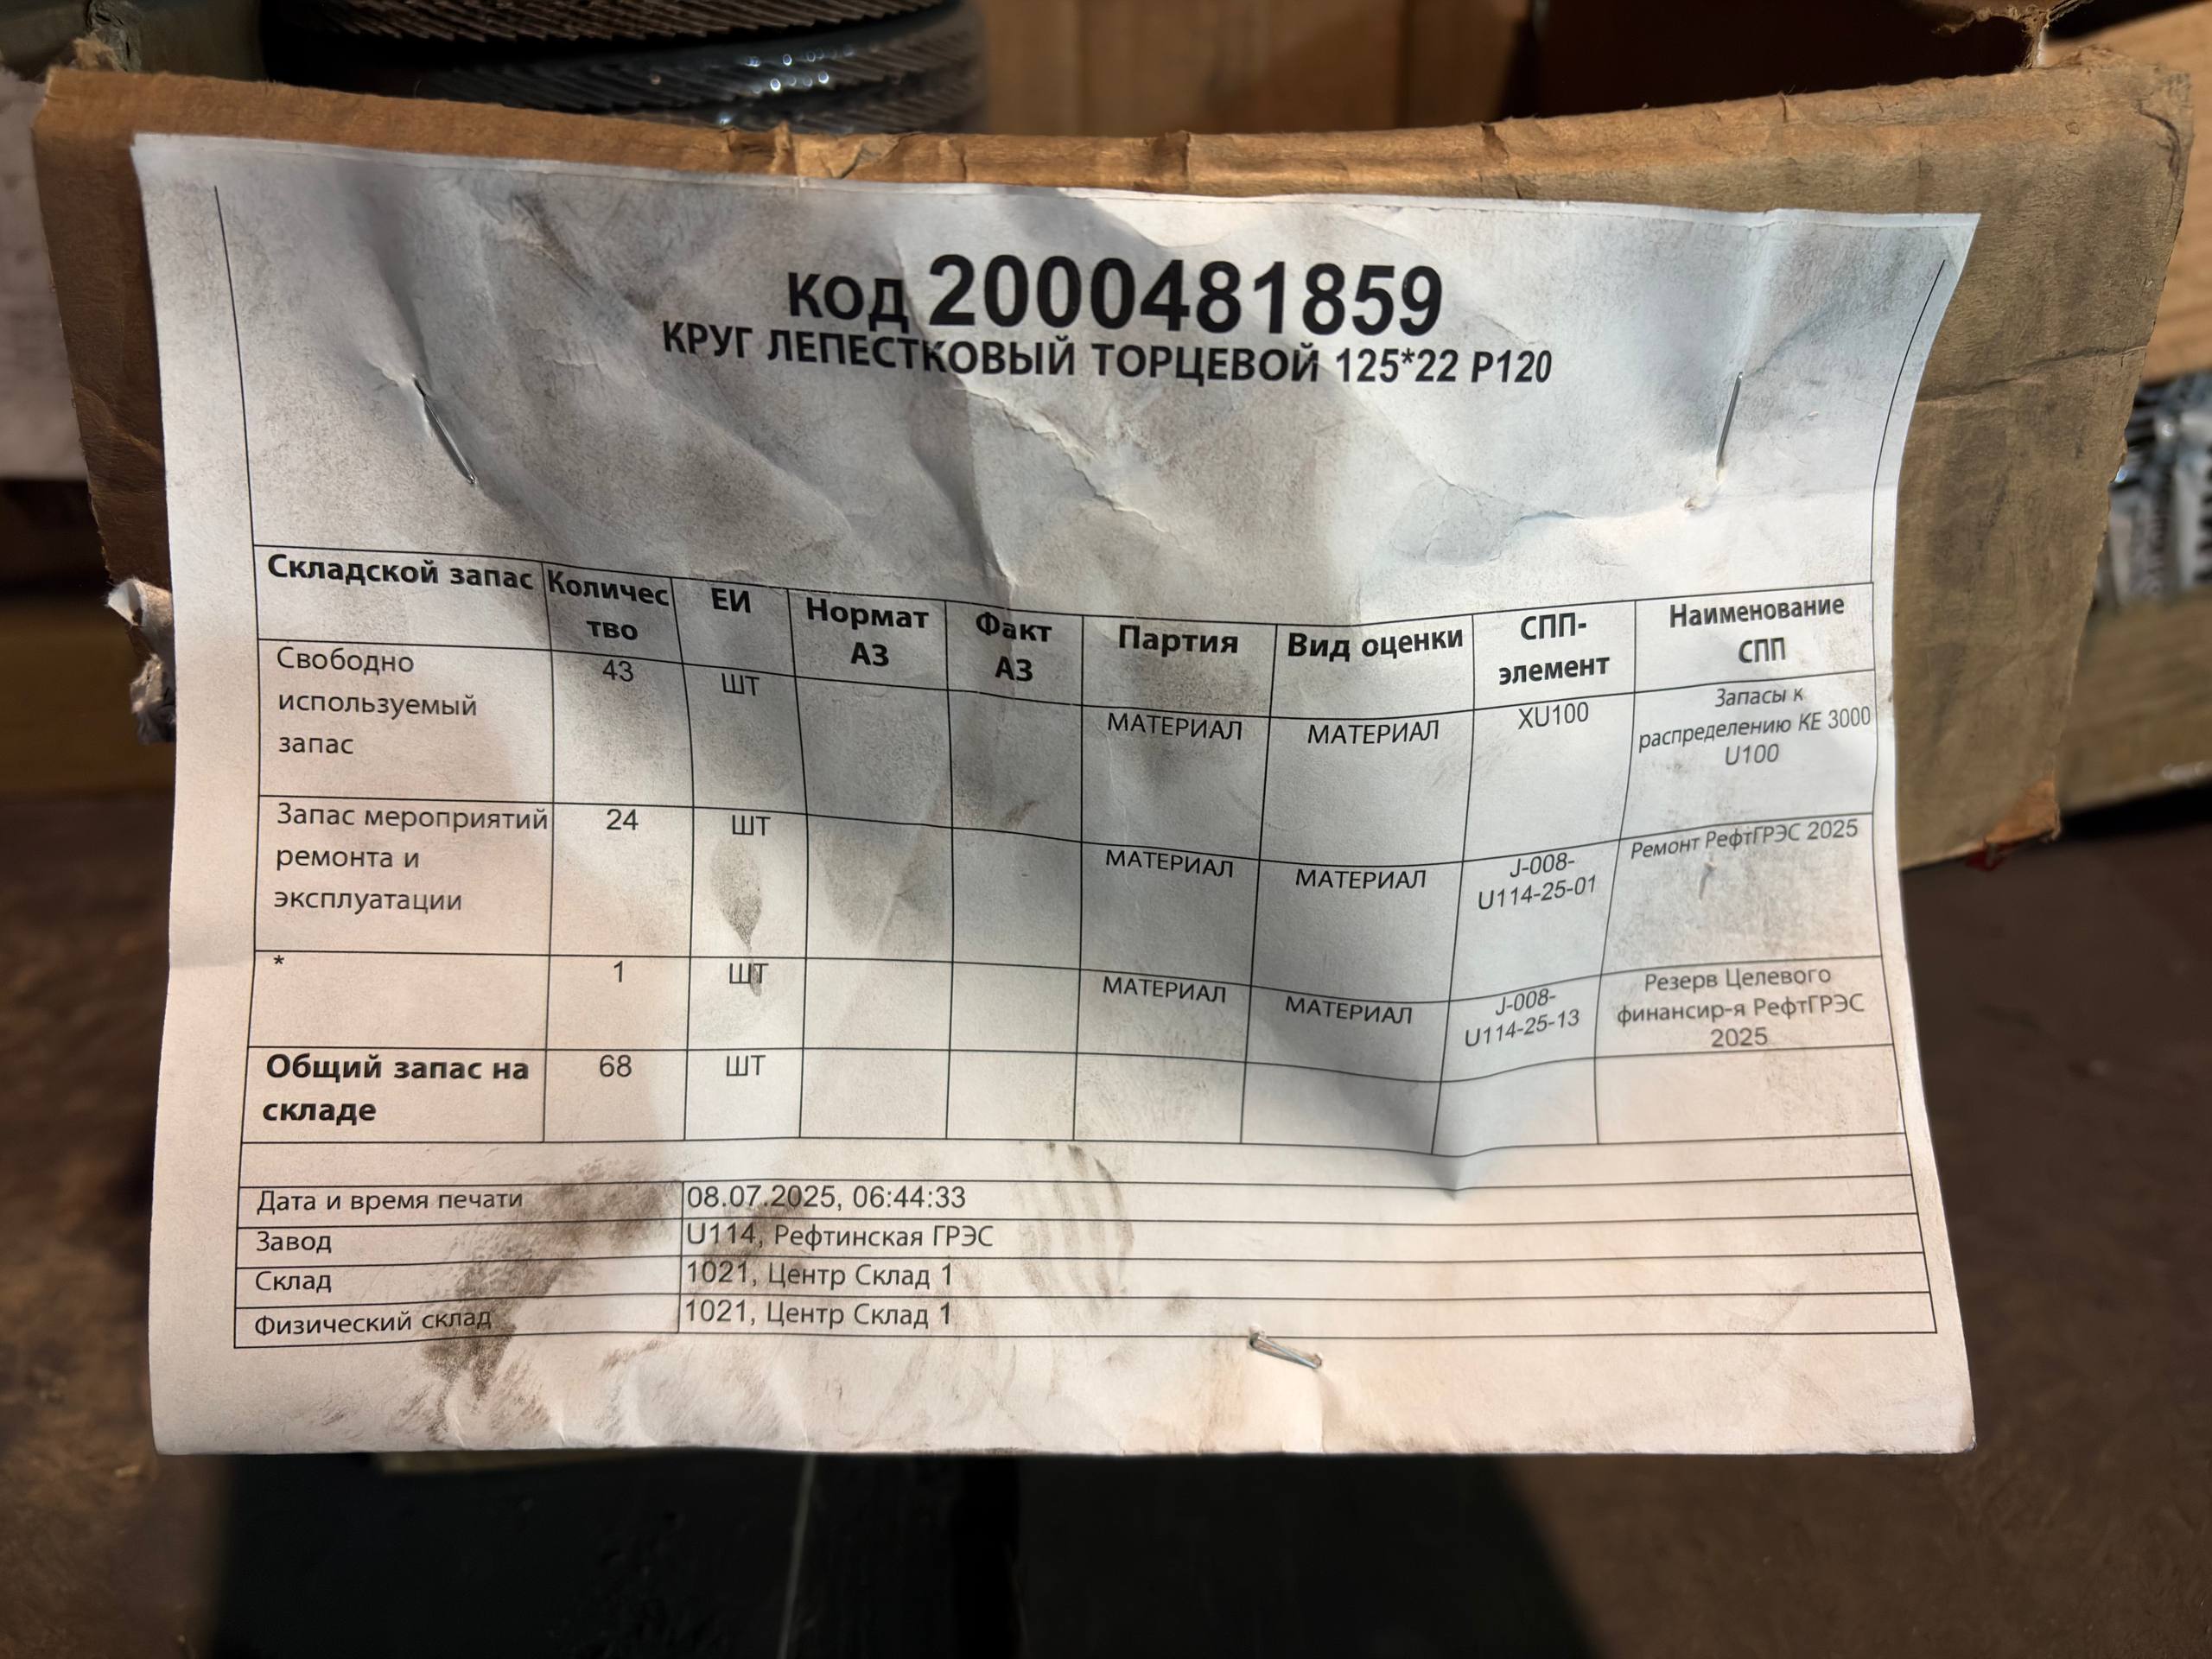 КОД 2000481859
КРУГ ЛЕПЕСТКОВЫЙ ТОРЦЕВОЙ 125*22 Р120
Складской запас Количес ЕИ Нормат Факт Партия Вид оценки СПП- Наименование
тво АЗ АЗ элемент СПП
Свободно 43 ШТ МАТЕРИАЛ МАТЕРИАЛ XU100 Запасы к
используемый распределению КЕ 3000
запас U100
Запас мероприятий 24 ШТ МАТЕРИАЛ МАТЕРИАЛ J-008- Ремонт РефтГРЭС 2025
ремонта и U114-25-01
эксплуатации
* 1 ШТ МАТЕРИАЛ МАТЕРИАЛ J-008- Резерв Целевого
U114-25-13 финансир-я РефтГРЭС
2025
Общий запас на 68 ШТ
складе
Дата и время печати 08.07.2025, 06:44:33
Завод U114, Рефтинская ГРЭС
Склад 1021, Центр Склад 1
Физический склад 1021, Центр Склад 1